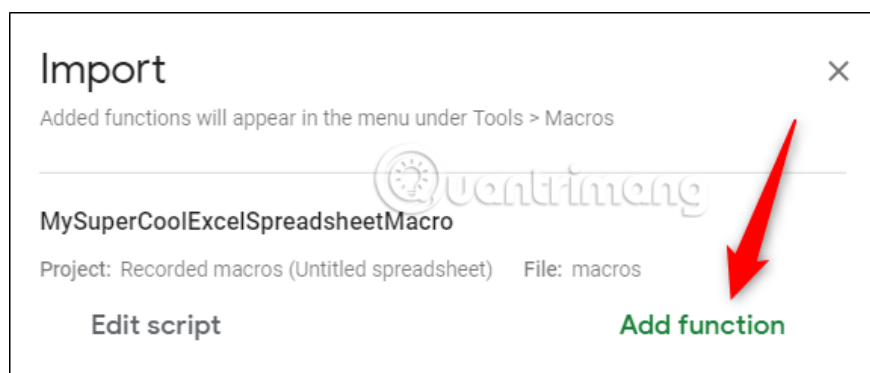 Import
Added functions will appear in the menu under Tools > Macros
Quantrimang
MySuperCoolExcelSpreadsheetMacro
Project: Recorded macros (Untitled spreadsheet) File: macros
Edit script Add function